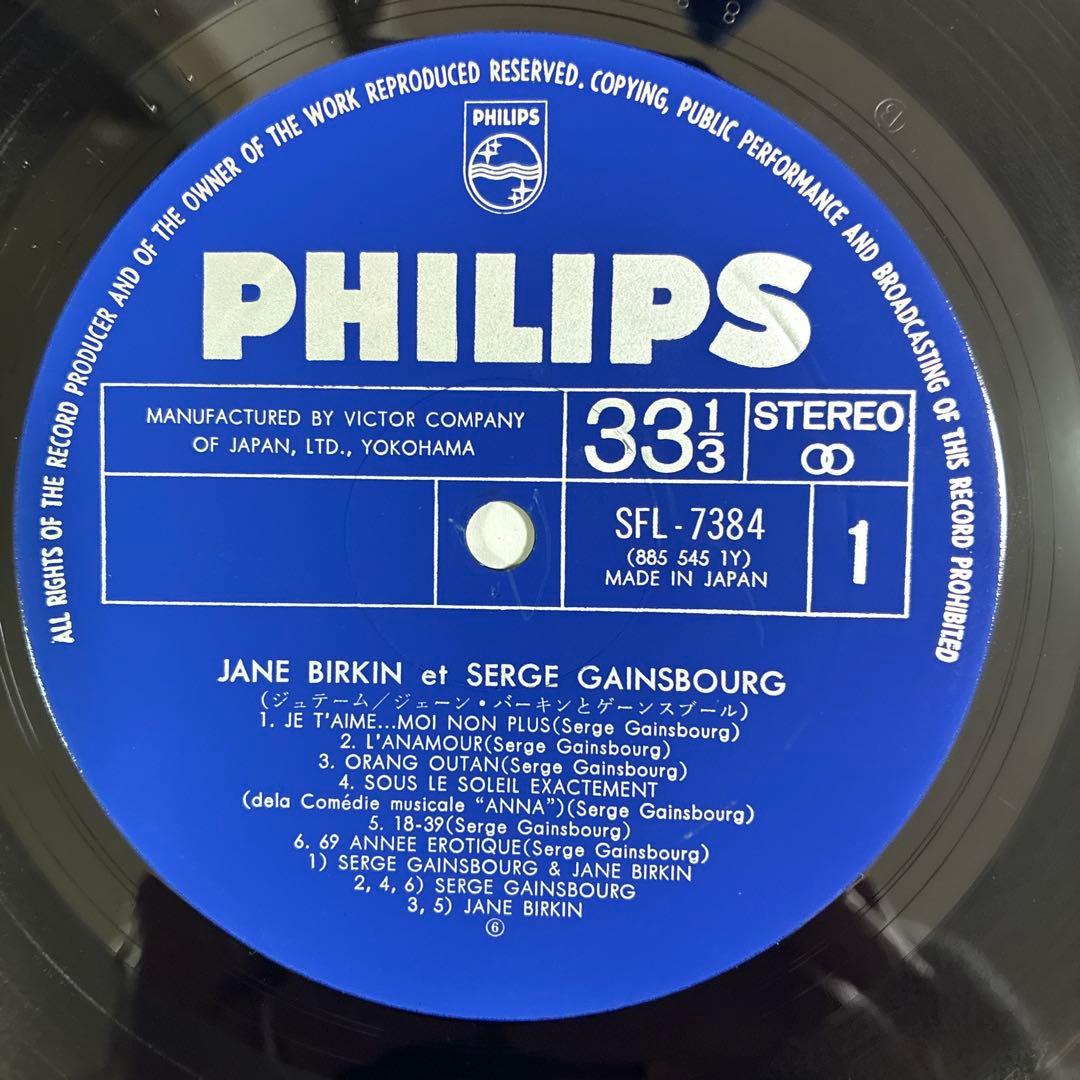 ALL RIGHTS OF THE RECORD PRODUCER AND OF THE OWNER OF THE WORK REPRODUCED RESERVED. COPYING, PUBLIC PERFORMANCE AND BROADCASTING OF THIS RECORD PROHIBITED
PHILIPS
PHILIPS
MANUFACTURED BY VICTOR COMPANY
OF JAPAN, LTD., YOKOHAMA
33 1/3
STEREO
SFL-7384
(885 545 1Y)
MADE IN JAPAN
1
JANE BIRKIN et SERGE GAINSBOURG
(ジュテーム/ジェーン・バーキンとゲーンスブール)
1. JE T'AIME...MOI NON PLUS(Serge Gainsbourg)
2. L'ANAMOUR(Serge Gainsbourg)
3. ORANG OUTAN(Serge Gainsbourg)
4. SOUS LE SOLEIL EXACTEMENT
(dela Comédie musicale "ANNA")(Serge Gainsbourg)
5. 18-39(Serge Gainsbourg)
6. 69 ANNEE EROTIQUE(Serge Gainsbourg)
1) SERGE GAINSBOURG & JANE BIRKIN
2, 4, 6) SERGE GAINSBOURG
3, 5) JANE BIRKIN
⑥